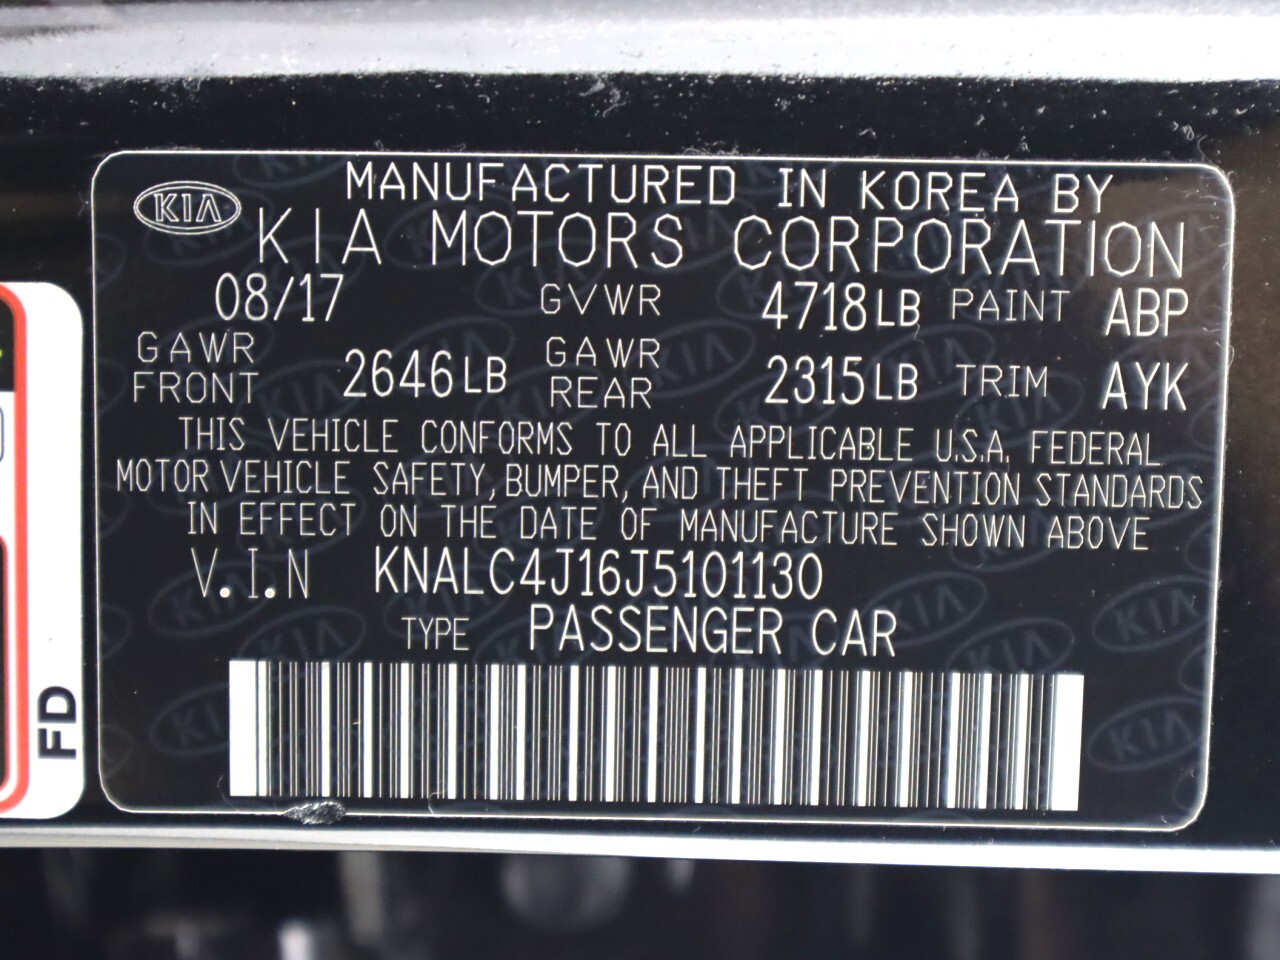 MANUFACTURED IN KOREA BY
KIA
KIA MOTORS CORPORATION
08/17 GVWR 4718LB PAINT ABP
GAWR FRONT 2646LB GAWR REAR 2315LB TRIM AYK
THIS VEHICLE CONFORMS TO ALL APPLICABLE U.S.A. FEDERAL
MOTOR VEHICLE SAFETY, BUMPER, AND THEFT PREVENTION STANDARDS
IN EFFECT ON THE DATE OF MANUFACTURE SHOWN ABOVE
V.I.N KNALC4J16J5101130
TYPE PASSENGER CAR
FD